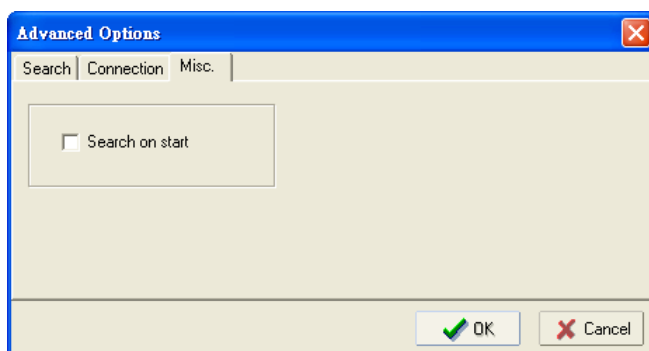 Advanced Options
Search Connection Misc.
Search on start
OK Cancel